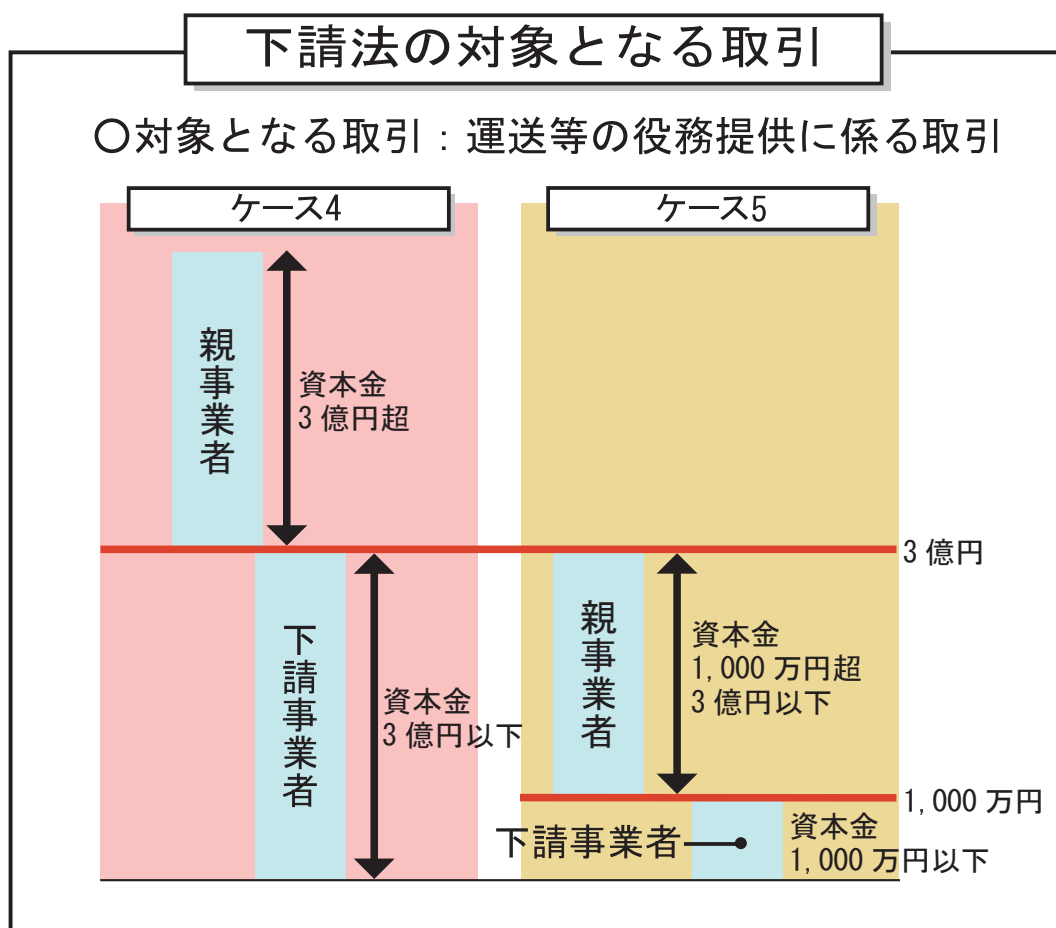 下請法の対象となる取引
〇対象となる取引：運送等の役務提供に係る取引
ケース4
親事業者
資本金
3億円超
下請事業者
資本金
3億円以下
ケース5
親事業者
資本金
1,000万円超
3億円以下
下請事業者
資本金
1,000万円以下
3億円
1,000万円